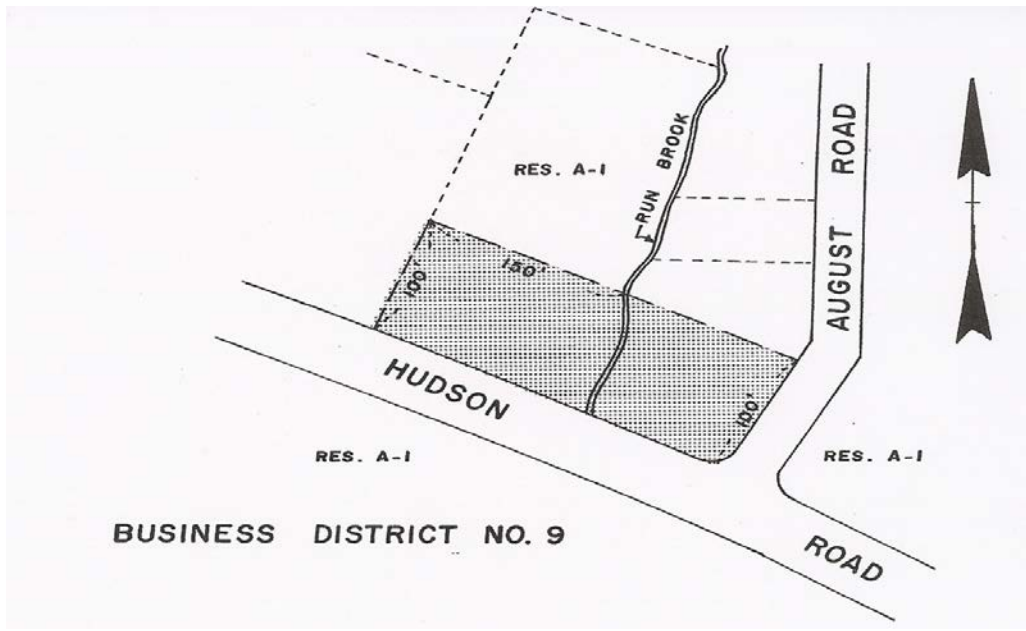 RES. A-1
RUN BROOK
AUGUST ROAD
150'
100'
HUDSON
100'
RES. A-1
RES. A-1
BUSINESS DISTRICT NO. 9
ROAD